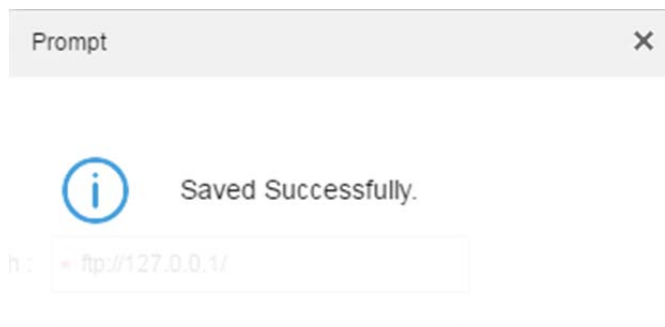 Prompt
Saved Successfully.
h : * ftp://127.0.0.1/